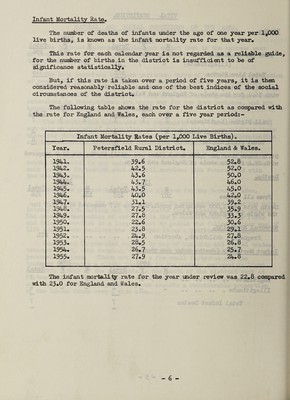 Infant Mortality Rate.
The number of deaths of infants under the age of one year per 1,000
live births, is known as the infant mortality rate for that year.
This rate for each calendar year is not regarded as a reliable guide,
for the number of births in the district is insufficient to be of
significance statistically.
But, if this rate is taken over a period of five years, it is then
considered reasonably reliable and one of the best indices of the social
circumstances of the district.
The following table shows the rate for the district as compared with
the rate for England and Wales, each over a five year period:-
Infant Mortality Rates (per 1,000 Live Births).
Year. Petersfield Rural District. England & Wales.
1941. 39.6 52.8
1942. 42.5 52.0
1943. 43.6 50.0
1944. 43.7 46.0
1945. 43.5 45.0
1946. 40.0 42.0
1947. 31.1 39.2
1948. 27.5 35.9
1949. 27.8 33.3
1950. 22.6 30.6
1951. 23.8 29.1
1952. 24.9 27.8
1953. 28.5 26.8
1954. 26.7 25.7
1955. 27.9 24.8
The infant mortality rate for the year under review was 22.8 compared
with 23.0 for England and Wales.
- 6 -